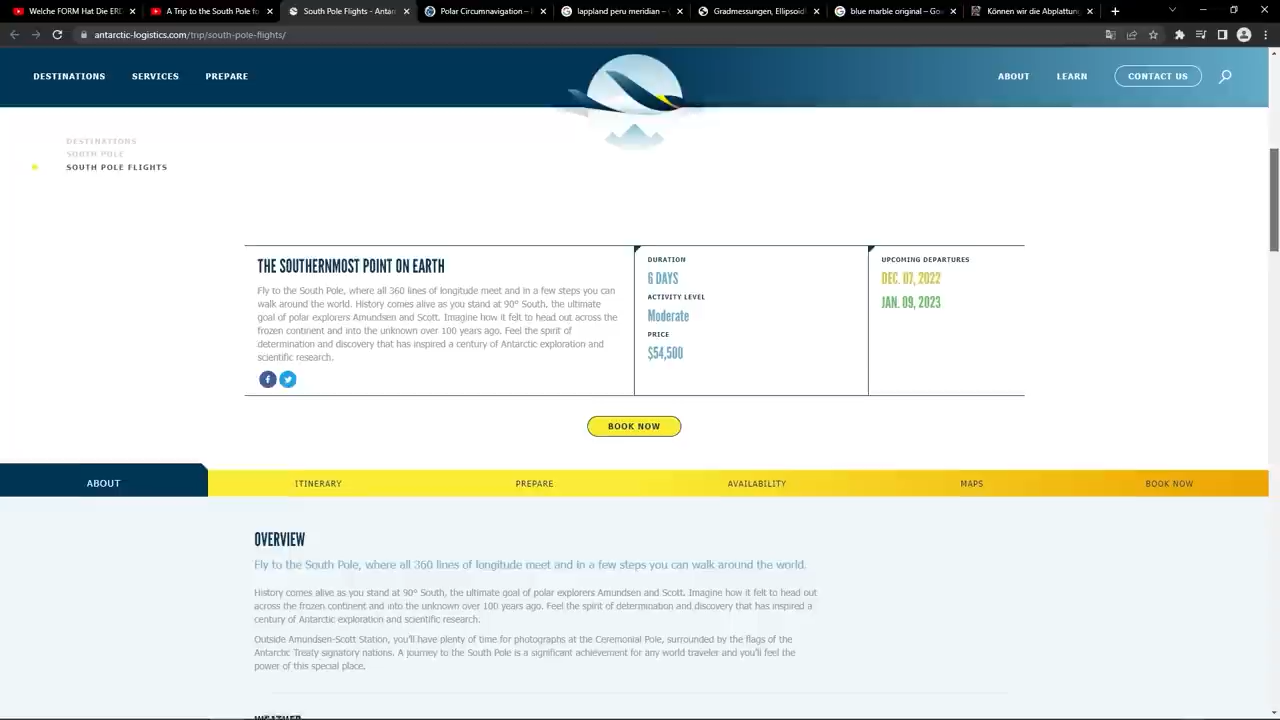 Welche FORM Hat Die ERD
A Trip to the South Pole fo
South Pole Flights - Antar
Polar Circumnavigation –
lappland peru meridian –
Gradmessungen, Ellipsoid
blue marble original – Goo
Können wir die Abplattung
antarctic-logistics.com/trip/south-pole-flights/
DESTINATIONS
SERVICES
PREPARE
ABOUT
LEARN
CONTACT US
DESTINATIONS
SOUTH POLE
SOUTH POLE FLIGHTS
THE SOUTHERNMOST POINT ON EARTH
Fly to the South Pole, where all 360 lines of longitude meet and in a few steps you can
walk around the world. History comes alive as you stand at 90° South, the ultimate
goal of polar explorers Amundsen and Scott. Imagine how it felt to head out across the
frozen continent and into the unknown over 100 years ago. Feel the spirit of
determination and discovery that has inspired a century of Antarctic exploration and
scientific research.
DURATION
6 DAYS
ACTIVITY LEVEL
Moderate
PRICE
$54,500
UPCOMING DEPARTURES
DEC. 07, 2022
JAN. 09, 2023
BOOK NOW
ABOUT
ITINERARY
PREPARE
AVAILABILITY
MAPS
BOOK NOW
OVERVIEW
Fly to the South Pole, where all 360 lines of longitude meet and in a few steps you can walk around the world.
History comes alive as you stand at 90° South, the ultimate goal of polar explorers Amundsen and Scott. Imagine how it felt to head out
across the frozen continent and into the unknown over 100 years ago. Feel the spirit of determination and discovery that has inspired a
century of Antarctic exploration and scientific research.
Outside Amundsen-Scott Station, you'll have plenty of time for photographs at the Ceremonial Pole, surrounded by the flags of the
Antarctic Treaty signatory nations. A journey to the South Pole is a significant achievement for any world traveler and you'll feel the
power of this special place.
WEATHER